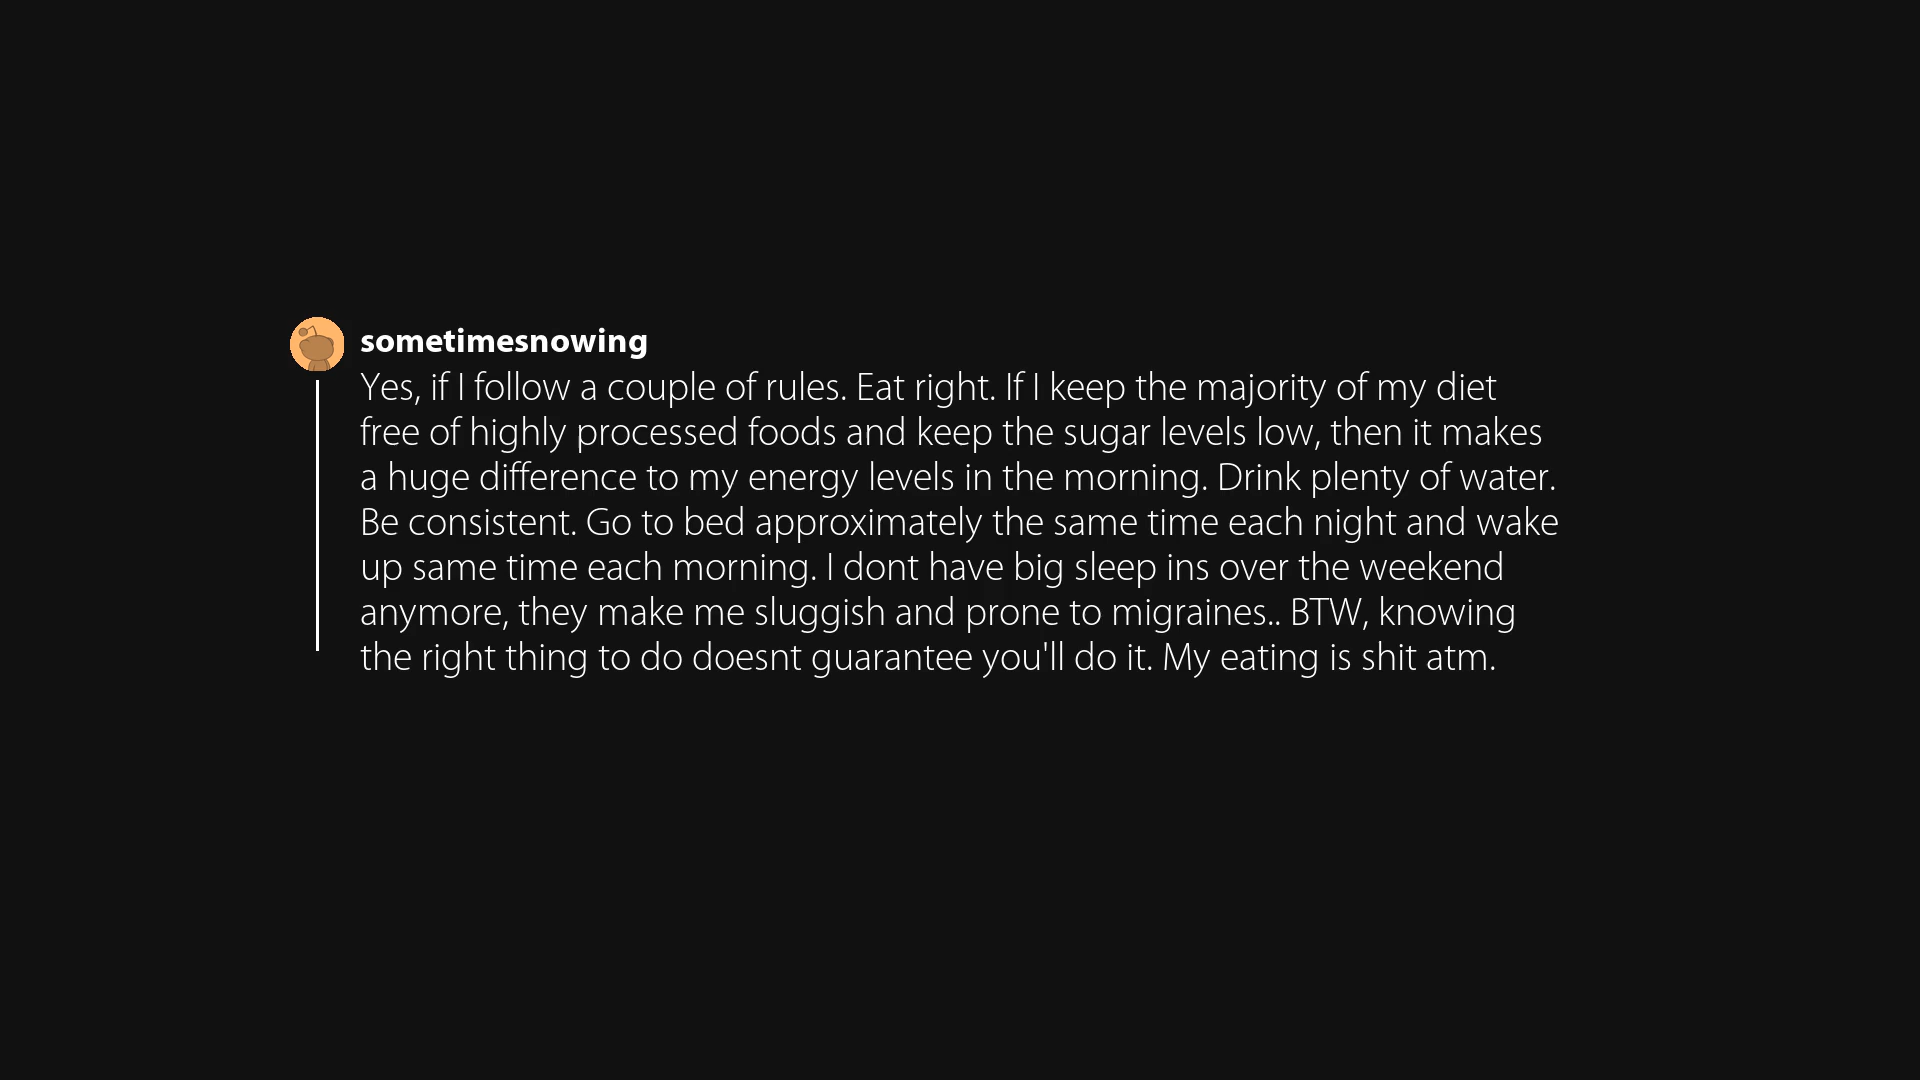 sometimesnowing
Yes, if I follow a couple of rules. Eat right. If I keep the majority of my diet
free of highly processed foods and keep the sugar levels low, then it makes
a huge difference to my energy levels in the morning. Drink plenty of water.
Be consistent. Go to bed approximately the same time each night and wake
up same time each morning. I dont have big sleep ins over the weekend
anymore, they make me sluggish and prone to migraines.. BTW, knowing
the right thing to do doesnt guarantee you'll do it. My eating is shit atm.